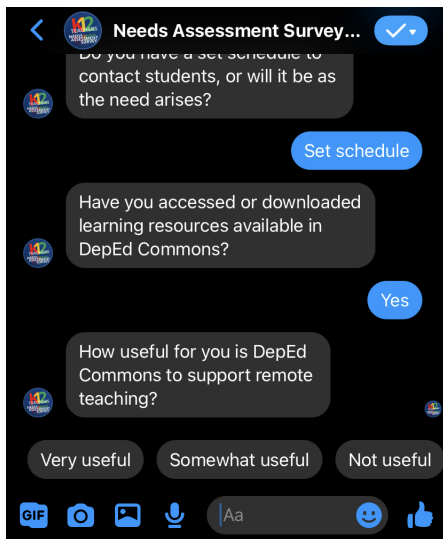 Needs Assessment Survey...
Do you have a set schedule to
contact students, or will it be as
the need arises?
Set schedule
Have you accessed or downloaded
learning resources available in
DepEd Commons?
Yes
How useful for you is DepEd
Commons to support remote
teaching?
Very useful
Somewhat useful
Not useful
GIF
Aa